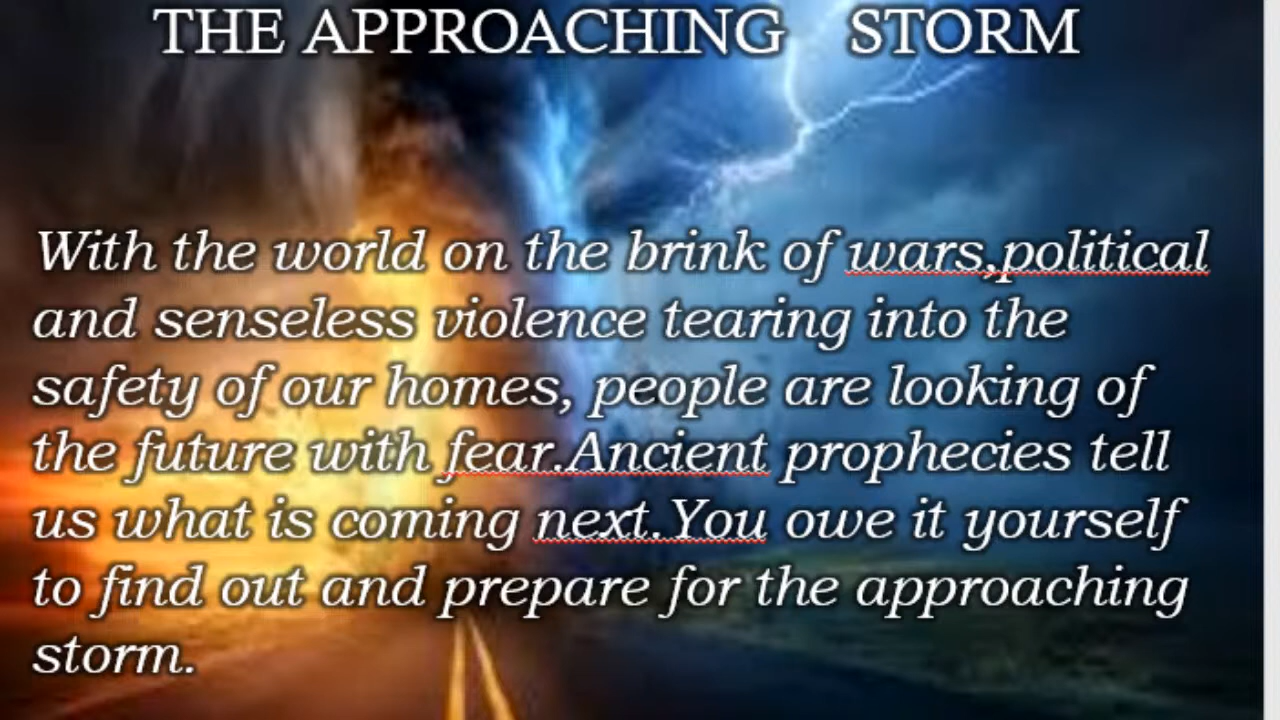 THE APPROACHING STORM
With the world on the brink of wars,political
and senseless violence tearing into the
safety of our homes, people are looking of
the future with fear.Ancient prophecies tell
us what is coming next.You owe it yourself
to find out and prepare for the approaching
storm.